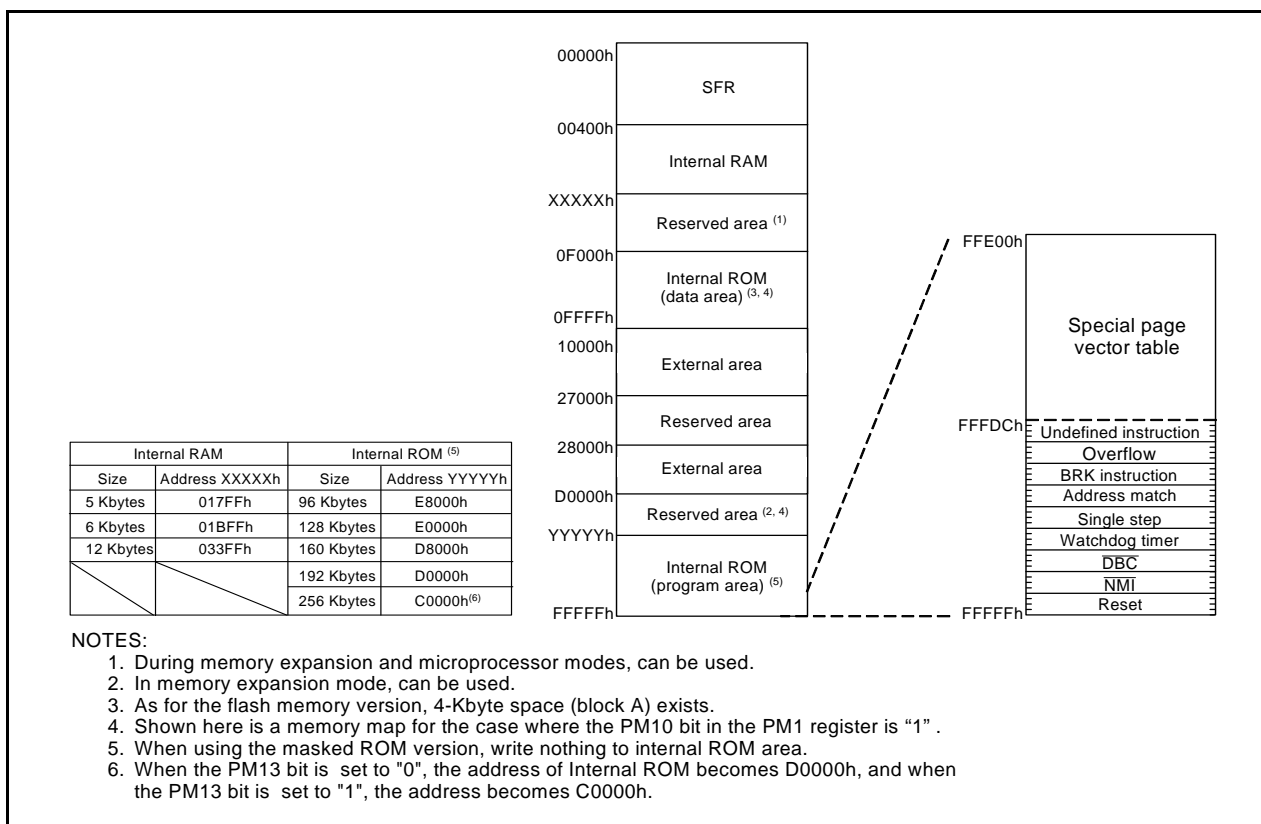 00000h
SFR
00400h
Internal RAM
XXXXXh
Reserved area (1)
0F000h
Internal ROM
(data area) (3, 4)
0FFFFh
10000h
External area
27000h
Reserved area
28000h
External area
D0000h
Reserved area (2, 4)
YYYYYh
Internal ROM
(program area) (5)
FFFFFh
FFE00h
Special page
vector table
FFFDCh
Undefined instruction
Overflow
BRK instruction
Address match
Single step
Watchdog timer
DBC
NMI
Reset
FFFFFh
Internal RAM Internal ROM (5)
Size Address XXXXXh Size Address YYYYYh
5 Kbytes 017FFh 96 Kbytes E8000h
6 Kbytes 01BFFh 128 Kbytes E0000h
12 Kbytes 033FFh 160 Kbytes D8000h
192 Kbytes D0000h
256 Kbytes C0000h(6)
NOTES:
1. During memory expansion and microprocessor modes, can be used.
2. In memory expansion mode, can be used.
3. As for the flash memory version, 4-Kbyte space (block A) exists.
4. Shown here is a memory map for the case where the PM10 bit in the PM1 register is “1” .
5. When using the masked ROM version, write nothing to internal ROM area.
6. When the PM13 bit is set to "0", the address of Internal ROM becomes D0000h, and when
the PM13 bit is set to "1", the address becomes C0000h.